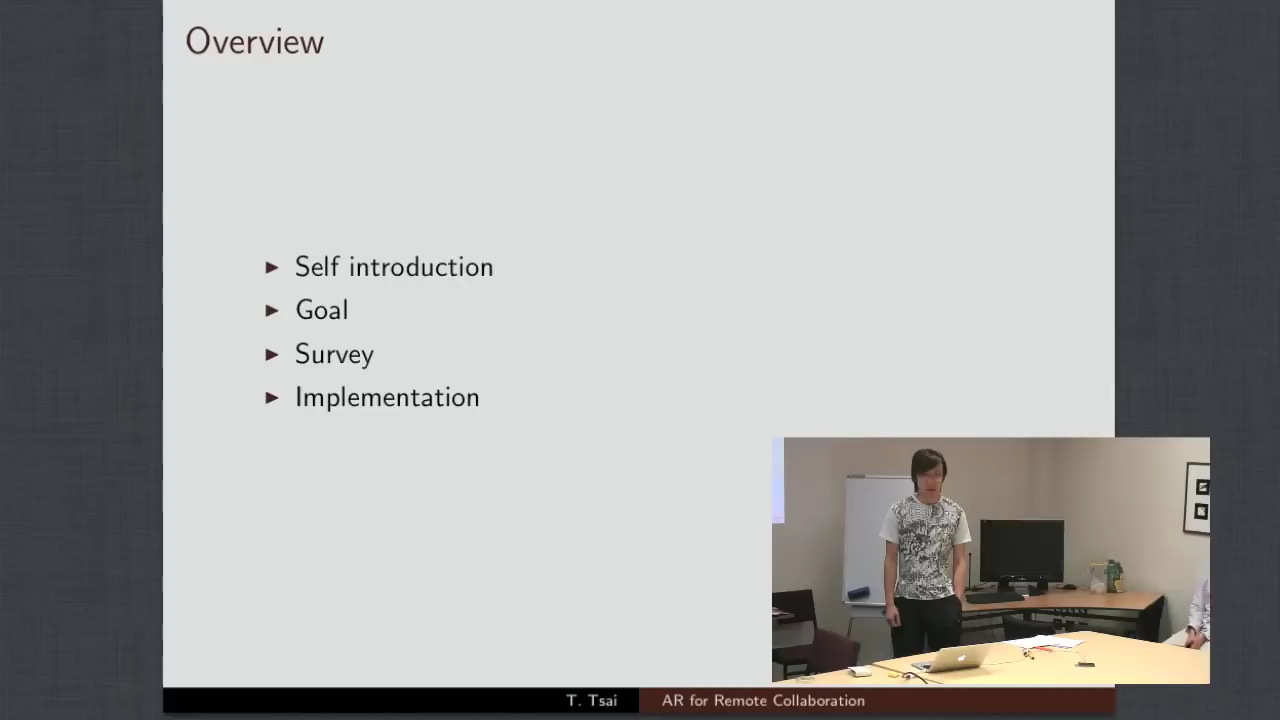 Overview
Self introduction
Goal
Survey
Implementation
T. Tsai
AR for Remote Collaboration